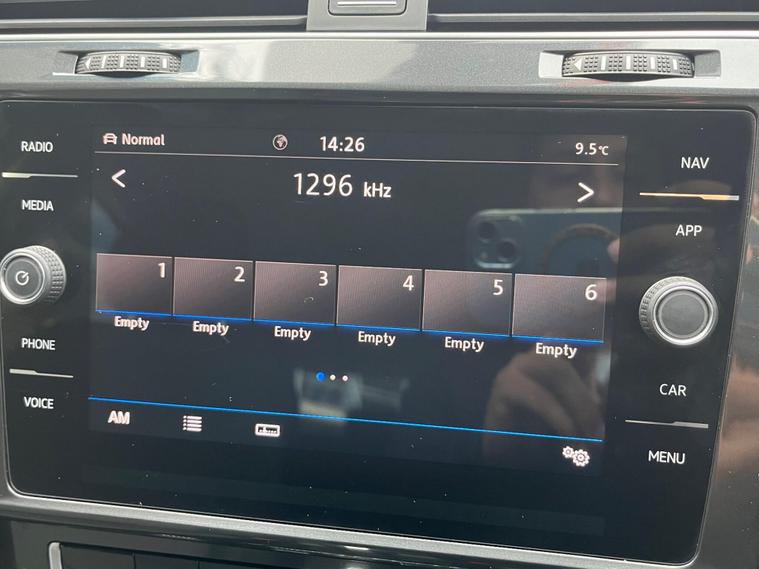 RADIO
MEDIA
PHONE
VOICE
Normal 14:26 9.5°C
1296 kHz
1 2 3 4 5 6
Empty Empty Empty Empty Empty Empty
AM
NAV
APP
CAR
MENU